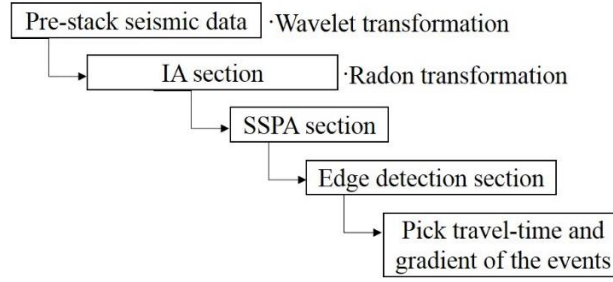 Pre-stack seismic data ·Wavelet transformation
IA section ·Radon transformation
SSPA section
Edge detection section
Pick travel-time and
gradient of the events